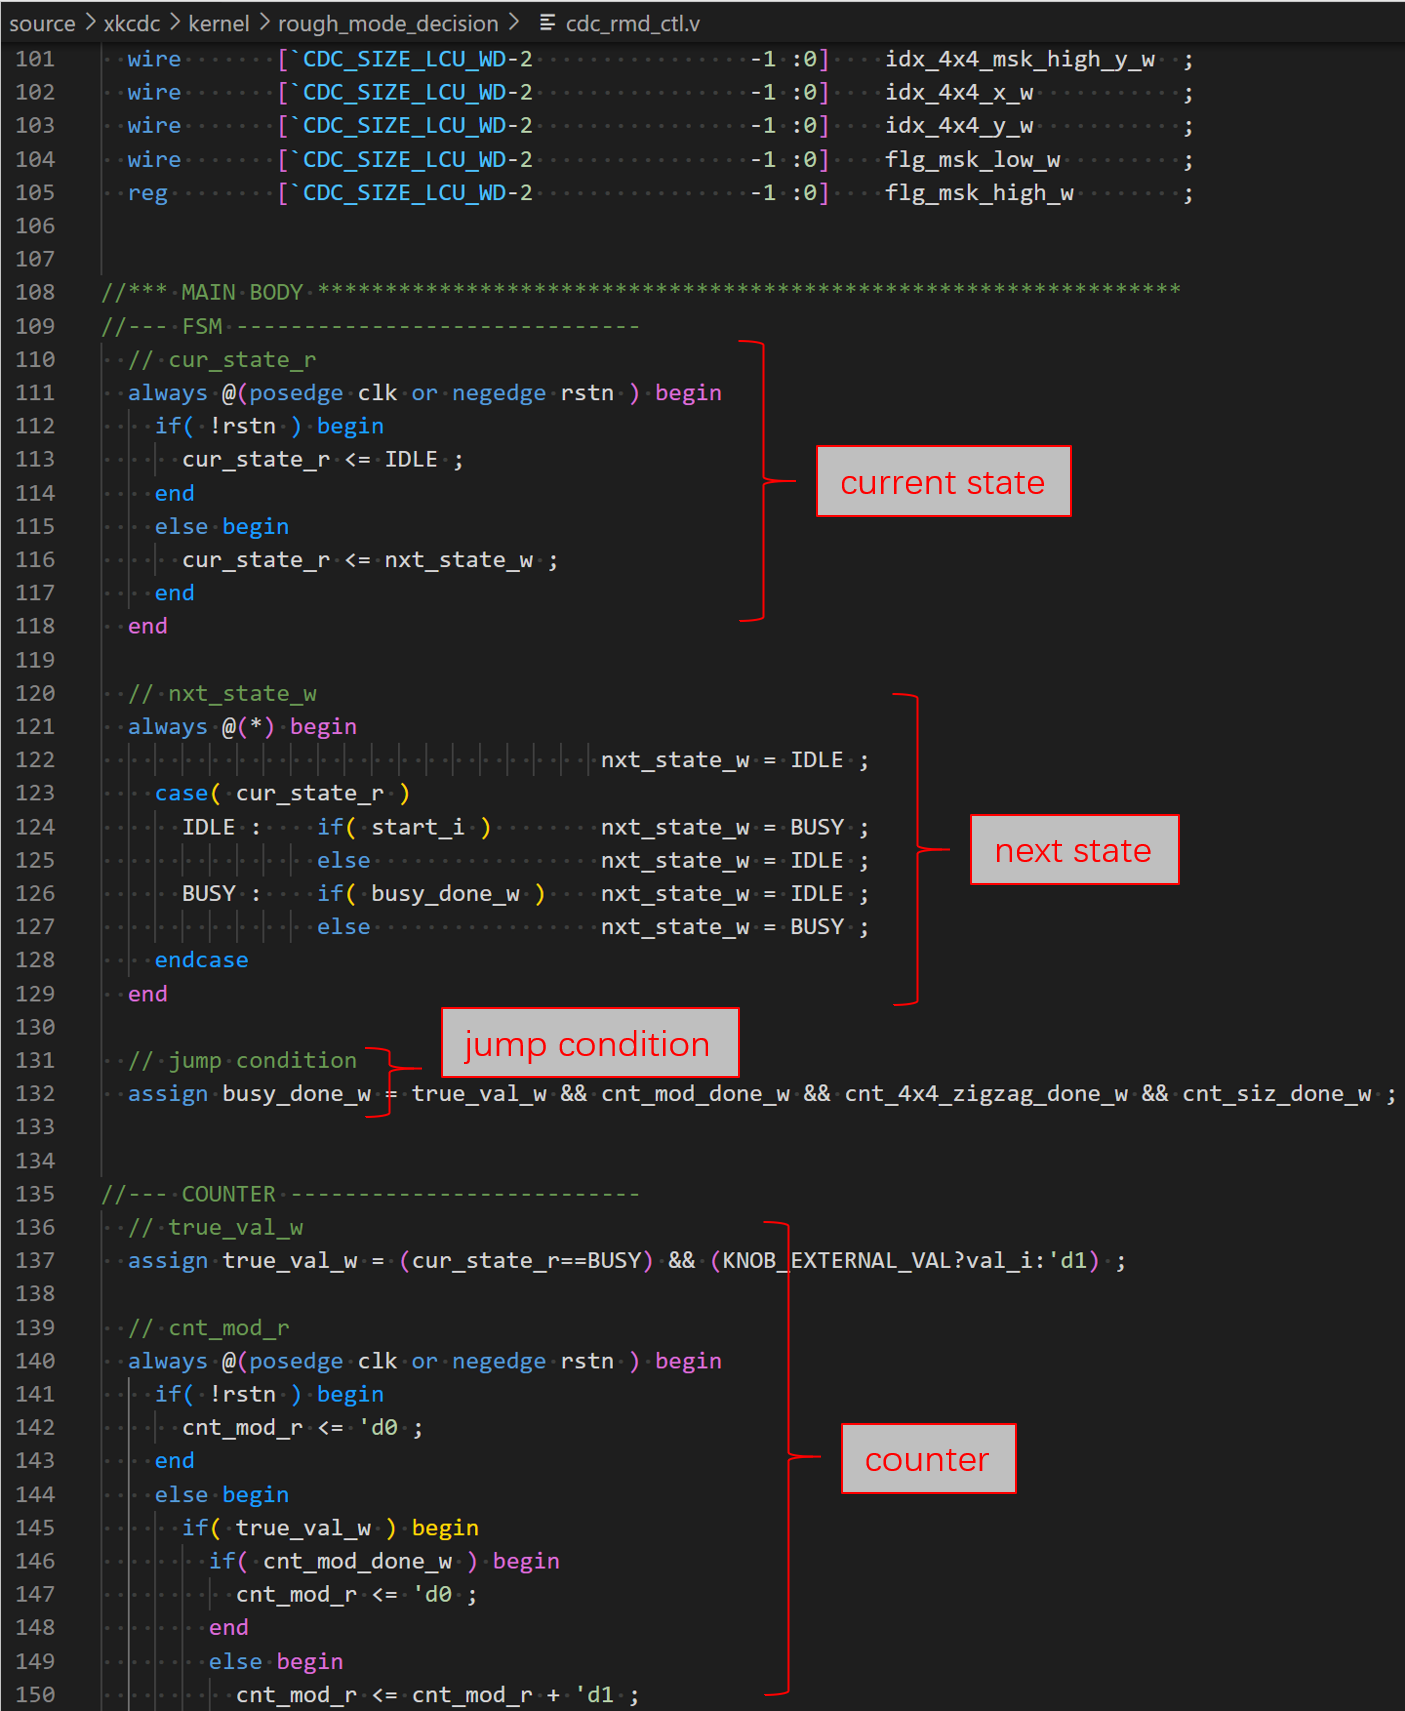 source > xkcdc > kernel > rough_mode_decision > cdc_rmd_ctl.v
101 wire [`CDC_SIZE_LCU_WD-2 -1 :0] idx_4x4_msk_high_y_w ;
102 wire [`CDC_SIZE_LCU_WD-2 -1 :0] idx_4x4_x_w ;
103 wire [`CDC_SIZE_LCU_WD-2 -1 :0] idx_4x4_y_w ;
104 wire [`CDC_SIZE_LCU_WD-2 -1 :0] flg_msk_low_w ;
105 reg [`CDC_SIZE_LCU_WD-2 -1 :0] flg_msk_high_w ;
106
107
108 //*** MAIN BODY ****************************************************************
109 //--- FSM ------------------------------
110 // cur_state_r
111 always @(posedge clk or negedge rstn ) begin
112 if( !rstn ) begin
113 cur_state_r <= IDLE ;
current state
114 end
115 else begin
116 cur_state_r <= nxt_state_w ;
117 end
118 end
119
120 // nxt_state_w
121 always @(*) begin
122 nxt_state_w = IDLE ;
123 case( cur_state_r )
124 IDLE : if( start_i ) nxt_state_w = BUSY ;
125 else nxt_state_w = IDLE ;
next state
126 BUSY : if( busy_done_w ) nxt_state_w = IDLE ;
127 else nxt_state_w = BUSY ;
128 endcase
129 end
130
jump condition
131 // jump condition
132 assign busy_done_w = true_val_w && cnt_mod_done_w && cnt_4x4_zigzag_done_w && cnt_siz_done_w ;
133
134
135 //--- COUNTER --------------------------
136 // true_val_w
137 assign true_val_w = (cur_state_r==BUSY) && (KNOB_EXTERNAL_VAL?val_i:'d1) ;
138
139 // cnt_mod_r
140 always @(posedge clk or negedge rstn ) begin
141 if( !rstn ) begin
142 cnt_mod_r <= 'd0 ;
143 end
counter
144 else begin
145 if( true_val_w ) begin
146 if( cnt_mod_done_w ) begin
147 cnt_mod_r <= 'd0 ;
148 end
149 else begin
150 cnt_mod_r <= cnt_mod_r + 'd1 ;